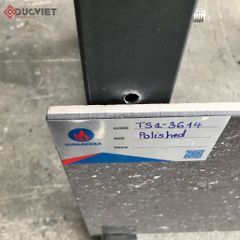 DUCVIET
VIGLACERA
CODE TS1-3614
SIZE Polished
PRICE